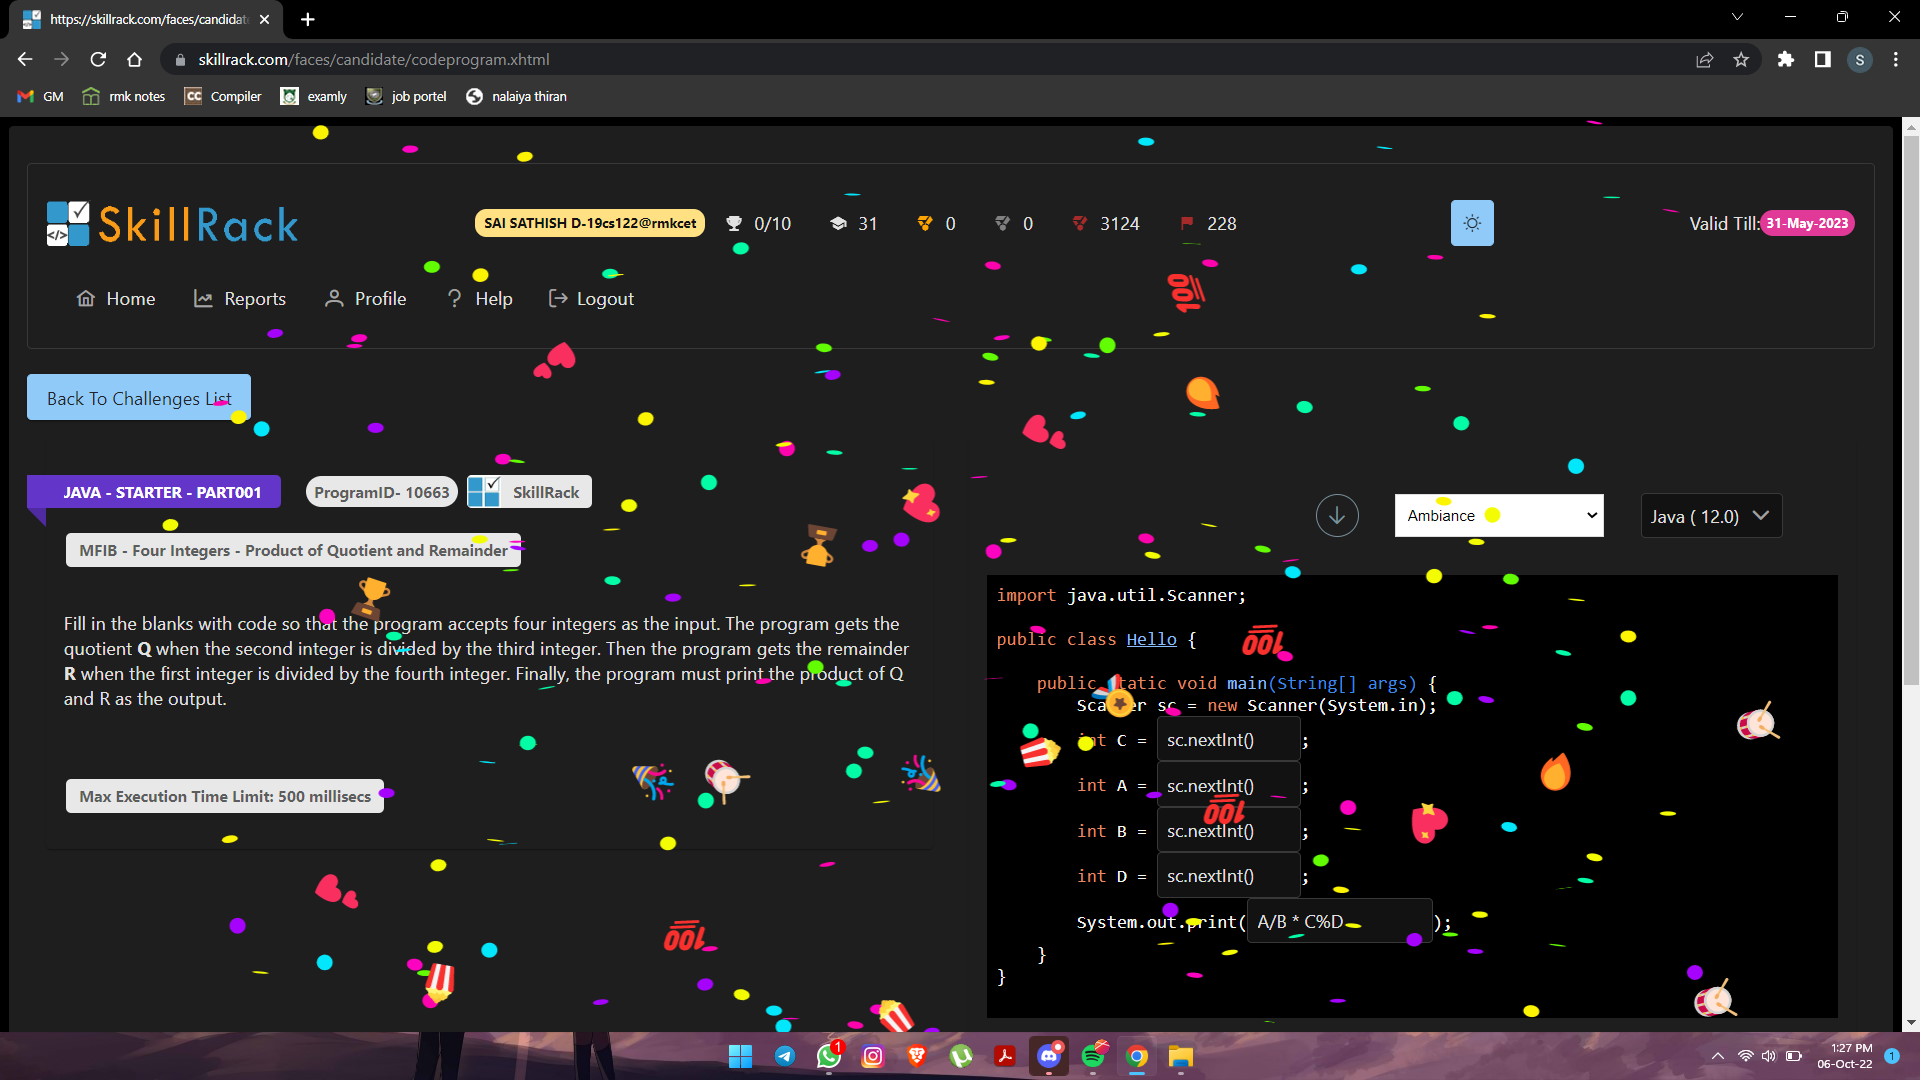 https://skillrack.com/faces/candidat
skillrack.com/faces/candidate/codeprogram.xhtml
S
GM
rmk notes
CC Compiler
examly
job portel
nalaiya thiran
SkillRack
SAI SATHISH D-19cs122@rmkcet
0/10
31
0
0
3124
228
Valid Till: 31-May-2023
Home
Reports
Profile
Help
Logout
Back To Challenges List
JAVA - STARTER - PART001
ProgramID- 10663
SkillRack
Ambiance
Java ( 12.0)
MFIB - Four Integers - Product of Quotient and Remainder
Fill in the blanks with code so that the program accepts four integers as the input. The program gets the
quotient Q when the second integer is divided by the third integer. Then the program gets the remainder
R when the first integer is divided by the fourth integer. Finally, the program must print the product of Q
and R as the output.
Max Execution Time Limit: 500 millisecs
import java.util.Scanner;
public class Hello {
public static void main(String[] args) {
Scanner sc = new Scanner(System.in);
int C = sc.nextInt() ;
int A = sc.nextInt() ;
int B = sc.nextInt() ;
int D = sc.nextInt() ;
System.out.print( A/B * C%D );
}
}
100
100
100
100
1
1:27 PM
06-Oct-22
1